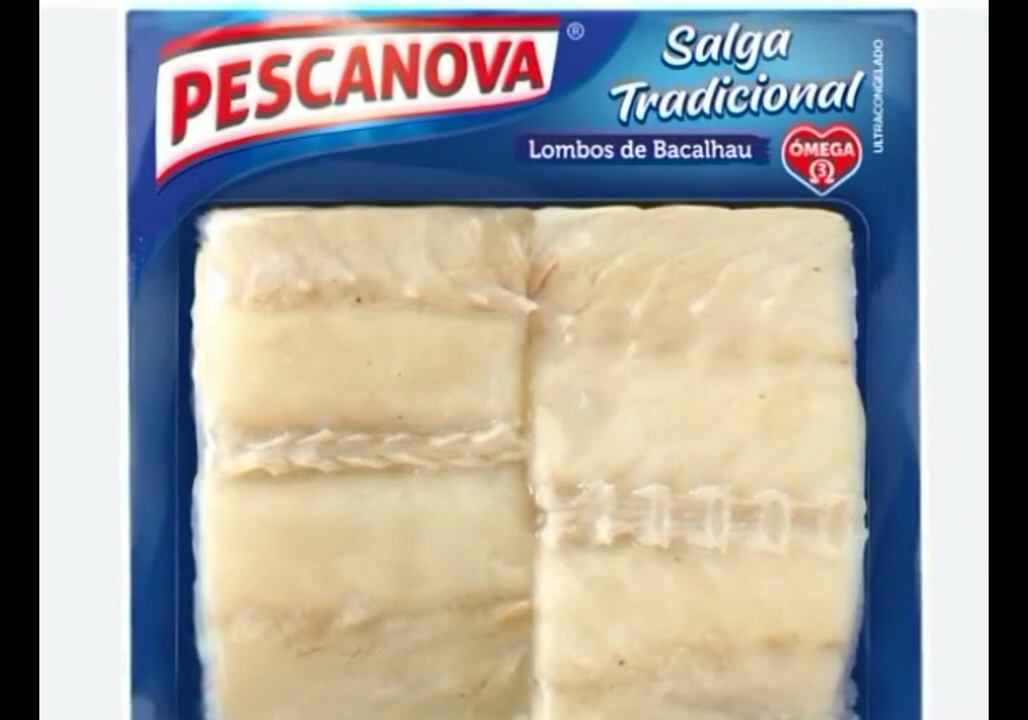 PESCANOVA®
Salga
Tradicional
Lombos de Bacalhau
ÓMEGA
3
ULTRACONGELADO